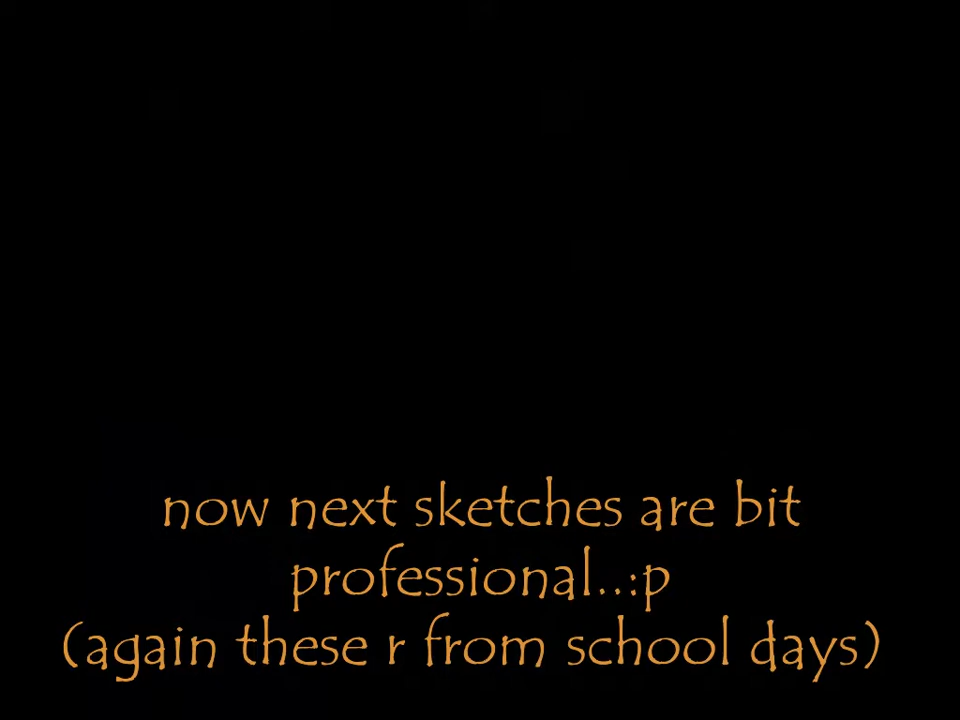 now next sketches are bit
professional..:p
(again these r from school days)